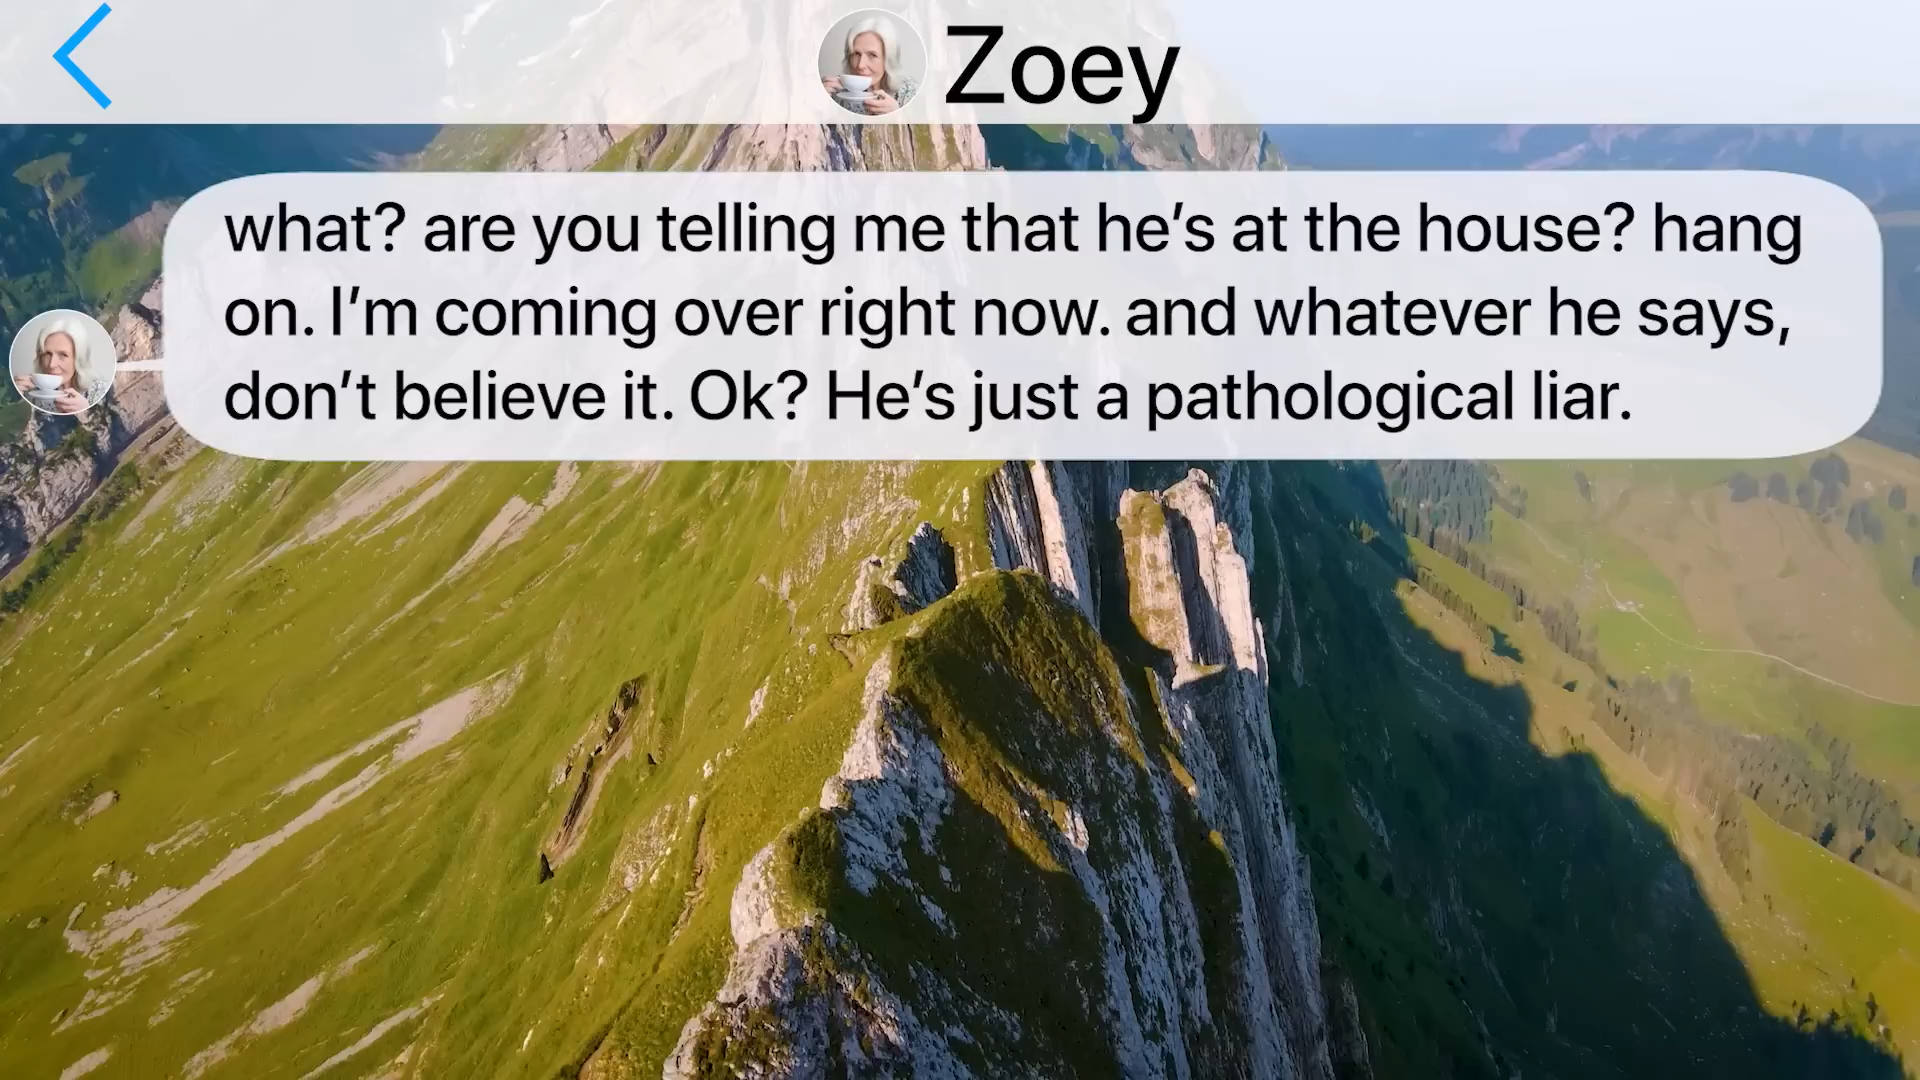 Zoey
what? are you telling me that he’s at the house? hang
on. I’m coming over right now. and whatever he says,
don’t believe it. Ok? He’s just a pathological liar.